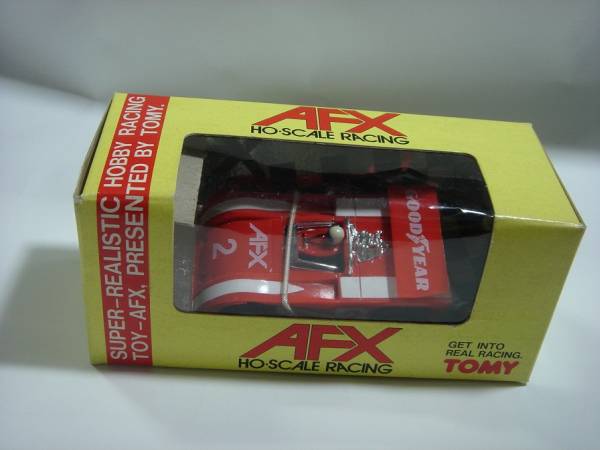 SUPER-REALISTIC HOBBY RACING
TOY-AFX, PRESENTED BY TOMY.
AFX
HO-SCALE RACING
2
AFX
GOODYEAR
AFX
HO-SCALE RACING
GET INTO
REAL RACING.
TOMY